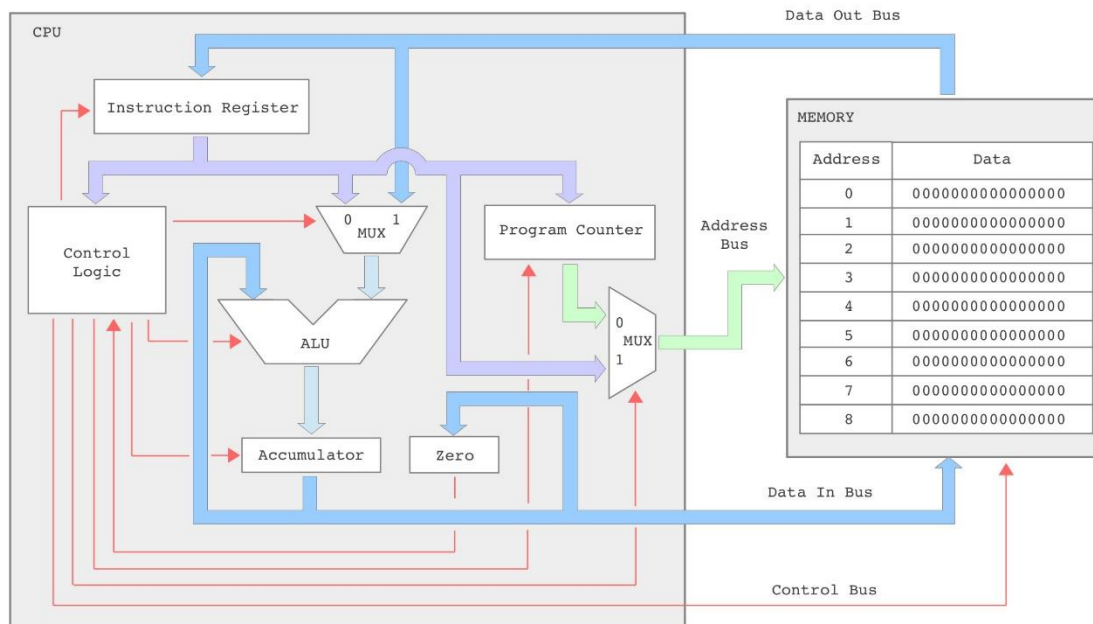 Data Out Bus
CPU
Instruction Register
MEMORY
Address Data
0 0000000000000000
1 0000000000000000
2 0000000000000000
3 0000000000000000
4 0000000000000000
5 0000000000000000
6 0000000000000000
7 0000000000000000
8 0000000000000000
0 1
MUX
Control
Logic
Program Counter
Address
Bus
0
MUX
1
ALU
Accumulator
Zero
Data In Bus
Control Bus